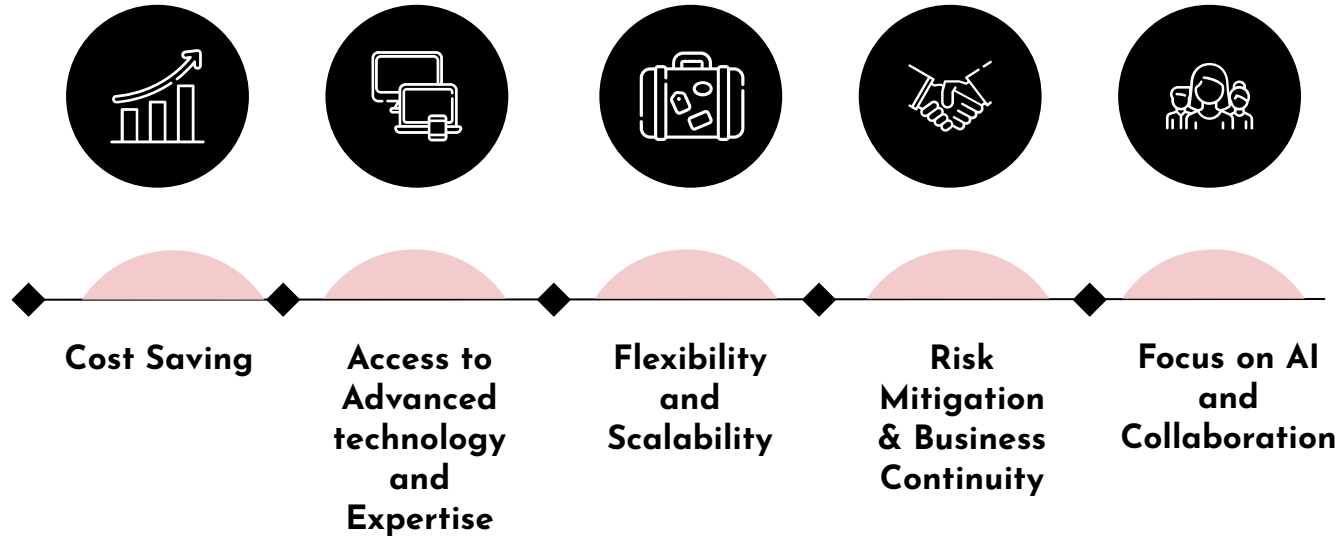 Cost Saving
Access to
Advanced
technology
and
Expertise
Flexibility
and
Scalability
Risk
Mitigation
& Business
Continuity
Focus on AI
and
Collaboration